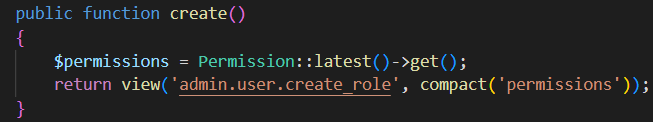 public function create()
{
    $permissions = Permission::latest()->get();
    return view('admin.user.create_role', compact('permissions'));
}